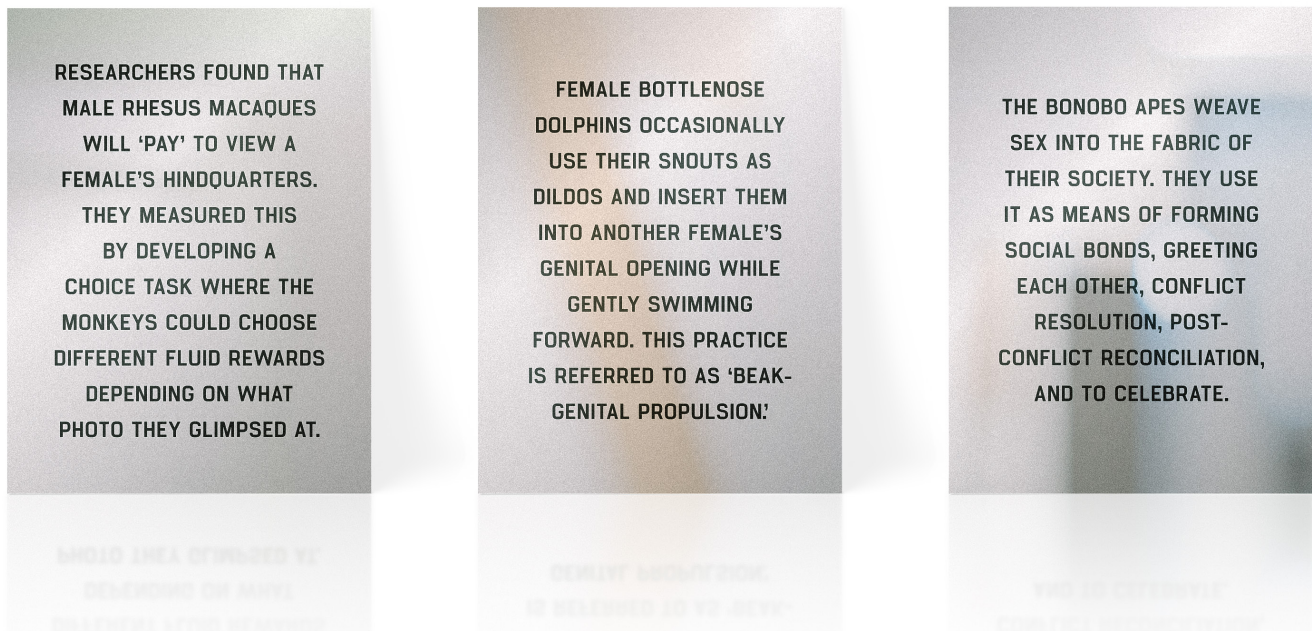 RESEARCHERS FOUND THAT
MALE RHESUS MACAQUES
WILL ‘PAY’ TO VIEW A
FEMALE’S HINDQUARTERS.
THEY MEASURED THIS
BY DEVELOPING A
CHOICE TASK WHERE THE
MONKEYS COULD CHOOSE
DIFFERENT FLUID REWARDS
DEPENDING ON WHAT
PHOTO THEY GLIMPSED AT.
FEMALE BOTTLENOSE
DOLPHINS OCCASIONALLY
USE THEIR SNOUTS AS
DILDOS AND INSERT THEM
INTO ANOTHER FEMALE’S
GENITAL OPENING WHILE
GENTLY SWIMMING
FORWARD. THIS PRACTICE
IS REFERRED TO AS ‘BEAK-
GENITAL PROPULSION.’
THE BONOBO APES WEAVE
SEX INTO THE FABRIC OF
THEIR SOCIETY. THEY USE
IT AS MEANS OF FORMING
SOCIAL BONDS, GREETING
EACH OTHER, CONFLICT
RESOLUTION, POST-
CONFLICT RECONCILIATION,
AND TO CELEBRATE.